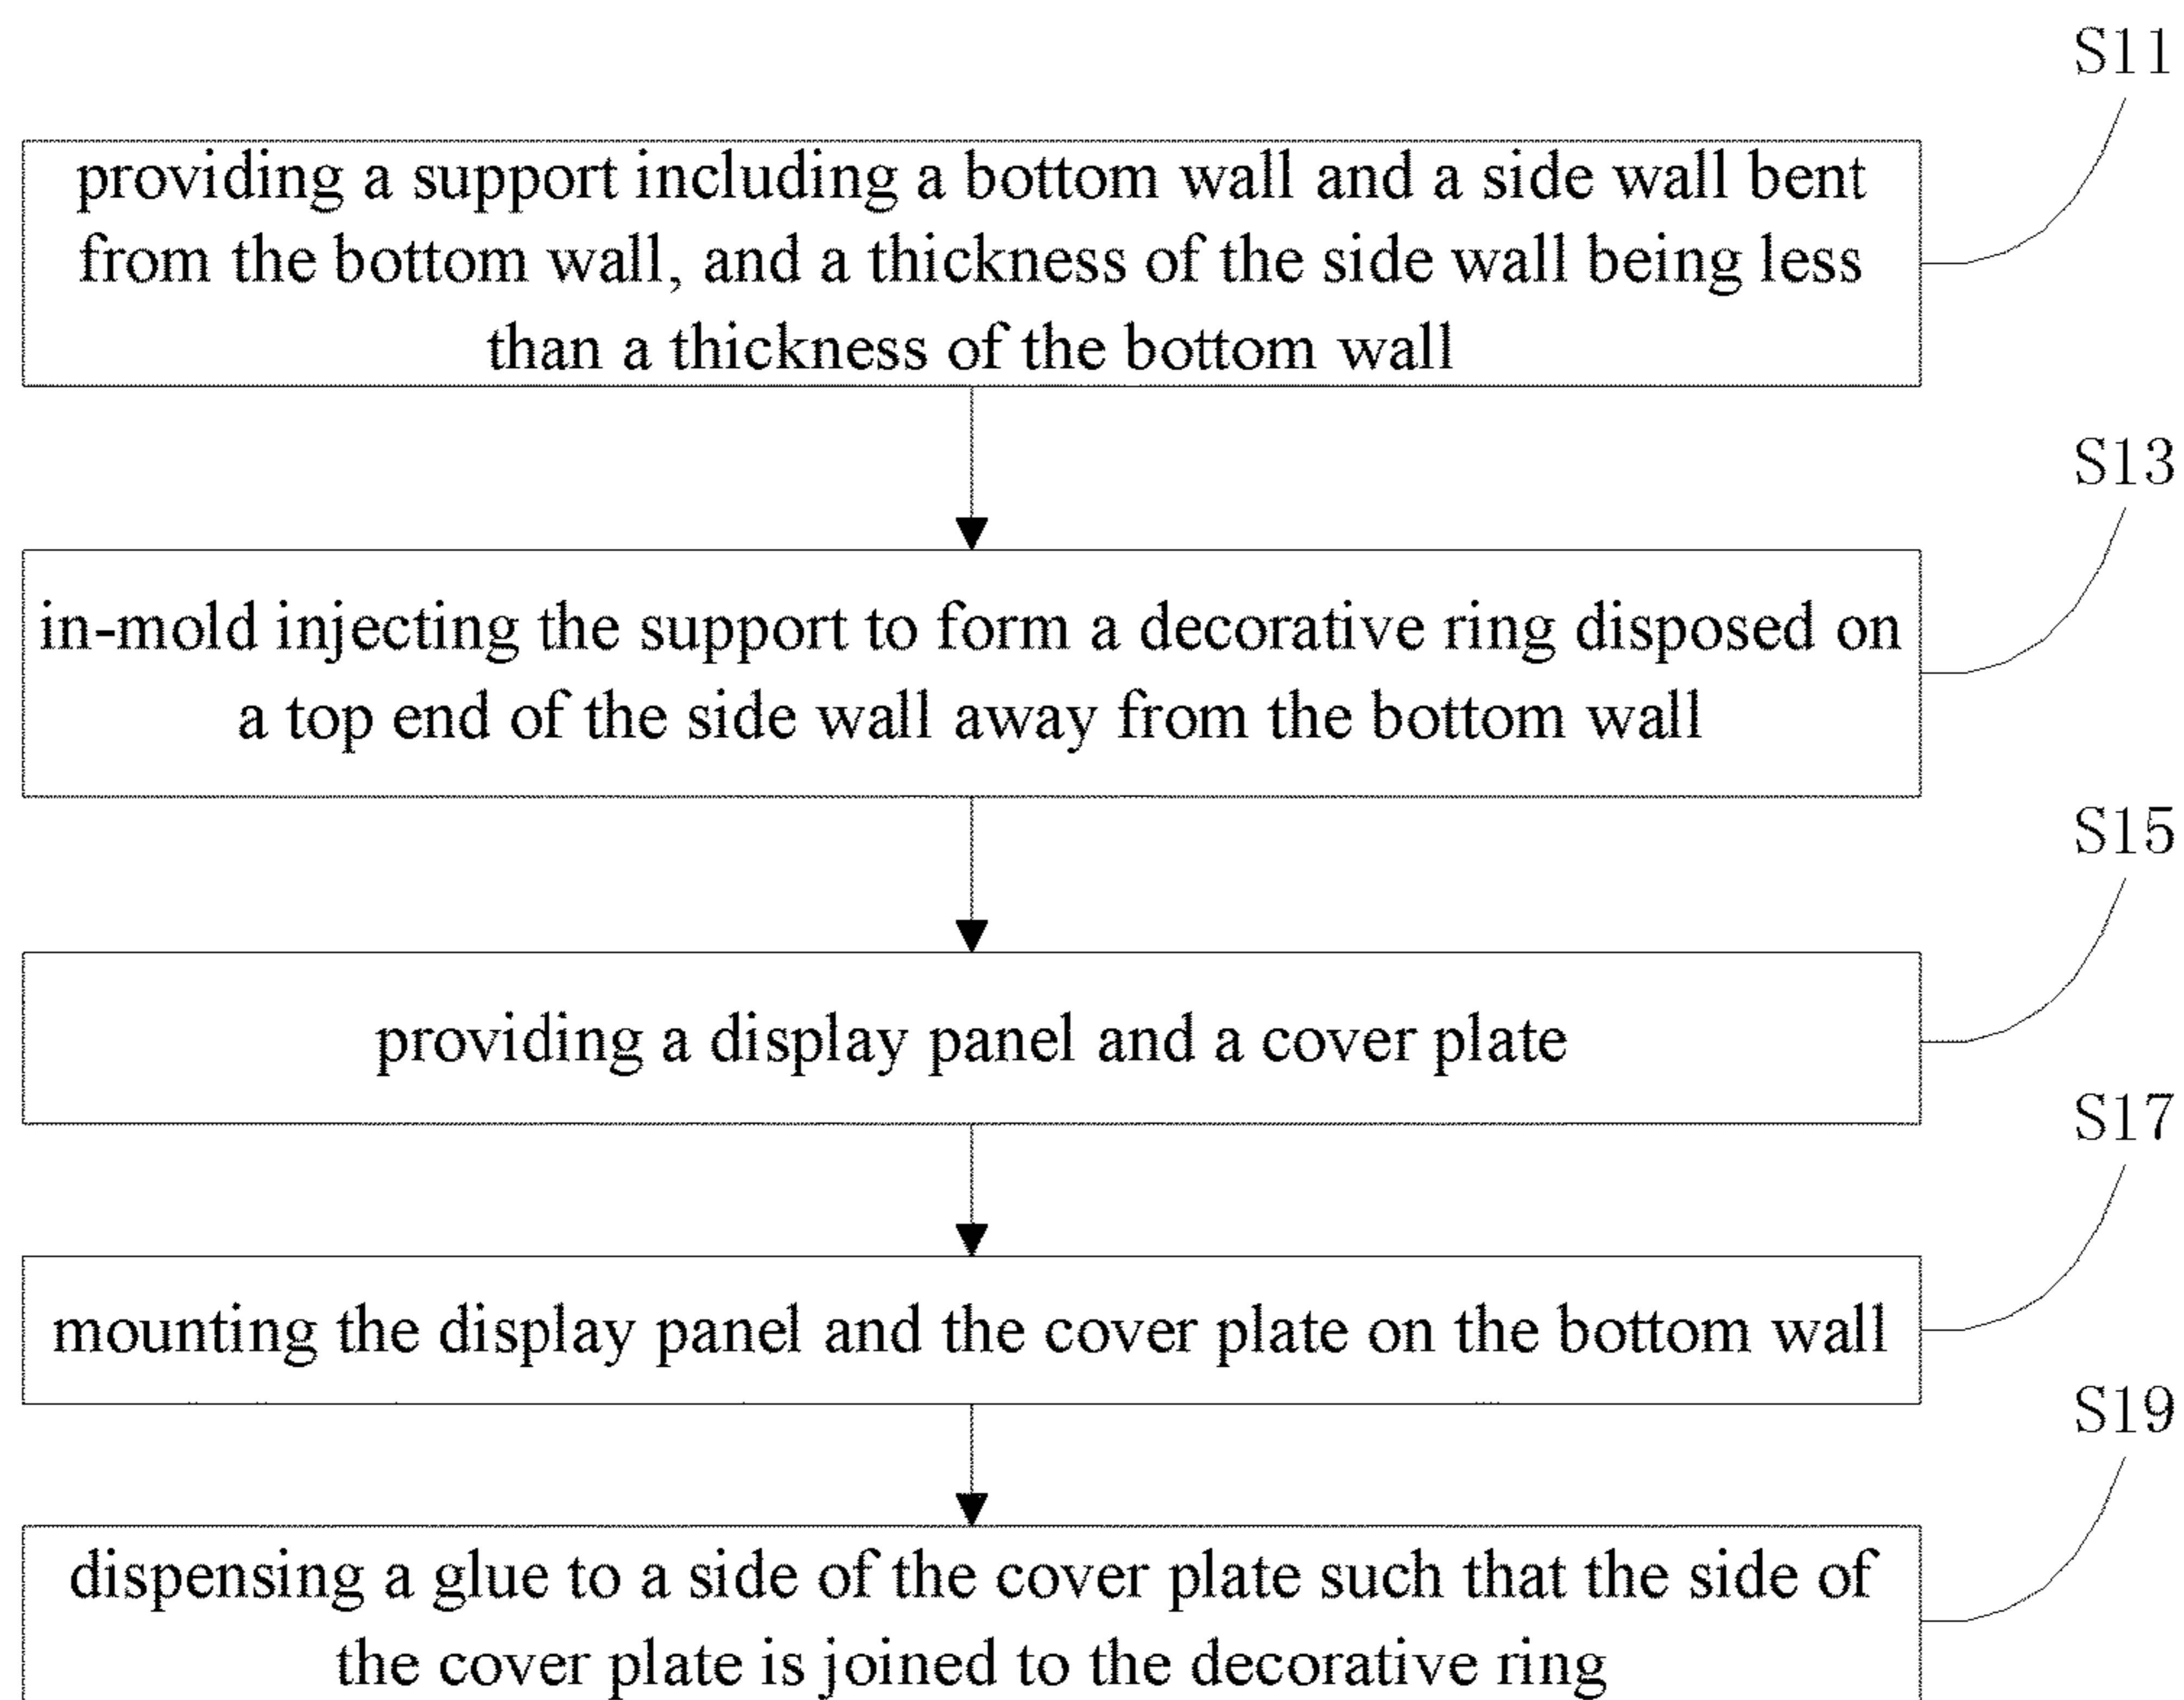 S11
providing a support including a bottom wall and a side wall bent
from the bottom wall, and a thickness of the side wall being less
than a thickness of the bottom wall
S13
in-mold injecting the support to form a decorative ring disposed on
a top end of the side wall away from the bottom wall
S15
providing a display panel and a cover plate
S17
mounting the display panel and the cover plate on the bottom wall
S19
dispensing a glue to a side of the cover plate such that the side of
the cover plate is joined to the decorative ring